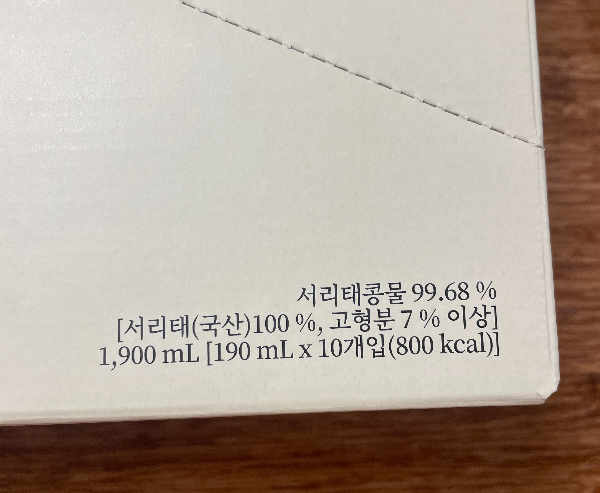 서리태콩물 99.68 %
[서리태(국산)100 %, 고형분 7 % 이상]
1,900 mL [190 mL x 10개입(800 kcal)]